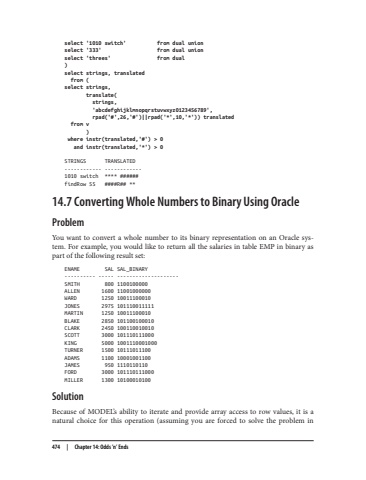 select '1010 switch' from dual union
select '333' from dual union
select 'threes' from dual
)
select strings, translated
from (
select strings,
translate(
strings,
'abcdefghijklmnopqrstuvwxyz0123456789',
rpad('#',26,'#')||rpad('*',10,'*')) translated
from v
)
where instr(translated,'#') > 0
and instr(translated,'*') > 0
STRINGS TRANSLATED
------------ ------------
1010 switch **** ######
findRow 55 ####R## **
14.7 Converting Whole Numbers to Binary Using Oracle
Problem
You want to convert a whole number to its binary representation on an Oracle sys-
tem. For example, you would like to return all the salaries in table EMP in binary as
part of the following result set:
ENAME SAL SAL_BINARY
---------- ----- --------------------
SMITH 800 1100100000
ALLEN 1600 11001000000
WARD 1250 10011100010
JONES 2975 101110011111
MARTIN 1250 10011100010
BLAKE 2850 101100100010
CLARK 2450 100110010010
SCOTT 3000 101110111000
KING 5000 1001110001000
TURNER 1500 10111011100
ADAMS 1100 10001001100
JAMES 950 1110110110
FORD 3000 101110111000
MILLER 1300 10100010100
Solution
Because of MODEL's ability to iterate and provide array access to row values, it is a
natural choice for this operation (assuming you are forced to solve the problem in
474 | Chapter 14: Odds 'n' Ends